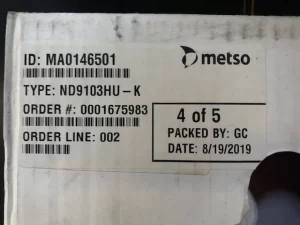 ID: MA0146501
metso
TYPE: ND9103HU-K
ORDER #: 0001675983
ORDER LINE: 002
4 of 5
PACKED BY: GC
DATE: 8/19/2019